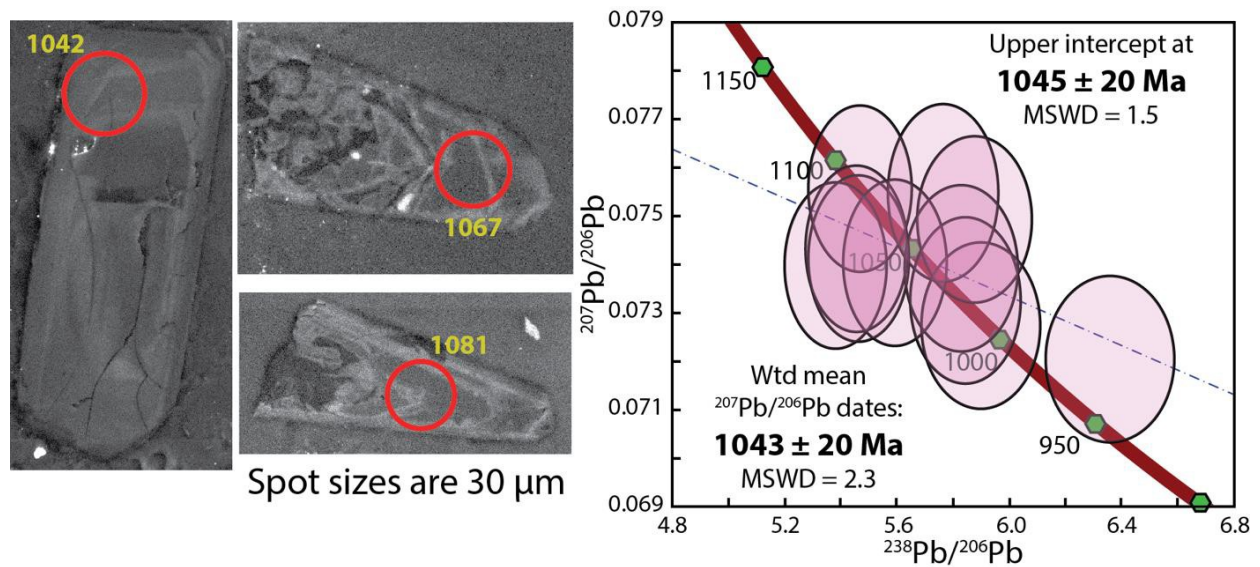 1042
1067
1081
Spot sizes are 30 μm
0.079
0.077
0.075
0.073
0.071
0.069
²⁰⁷Pb/²⁰⁶Pb
1150
1100
1050
1000
950
Upper intercept at
1045 ± 20 Ma
MSWD = 1.5
Wtd mean
²⁰⁷Pb/²⁰⁶Pb dates:
1043 ± 20 Ma
MSWD = 2.3
4.8 5.2 5.6 6.0 6.4 6.8
²³⁸Pb/²⁰⁶Pb